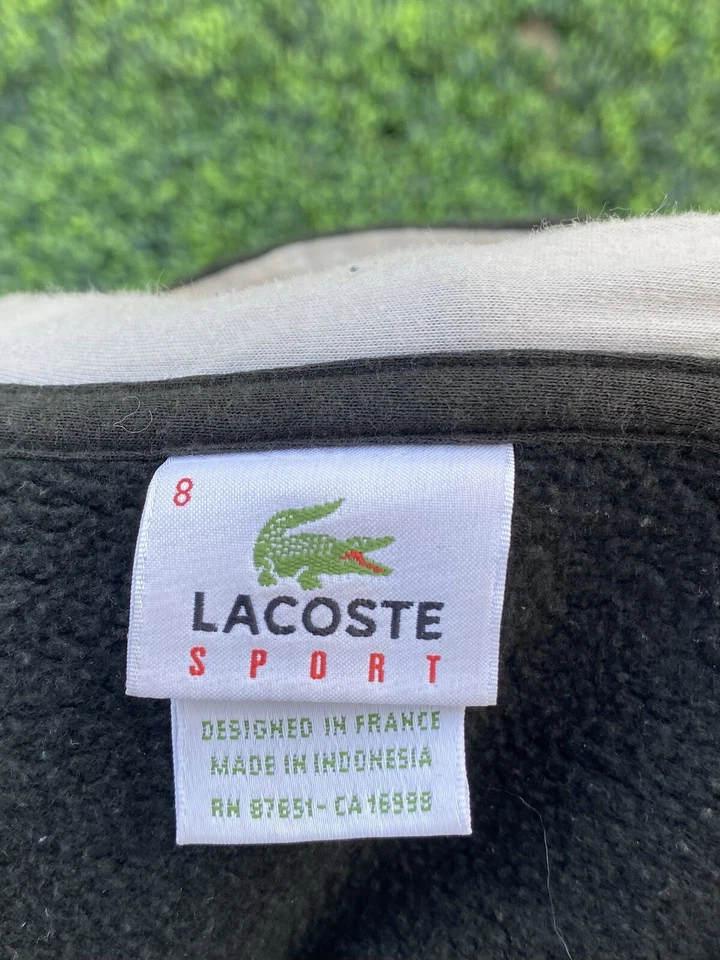 8
LACOSTE
SPORT
DESIGNED IN FRANCE
MADE IN INDONESIA
RN 87651 - CA 16998